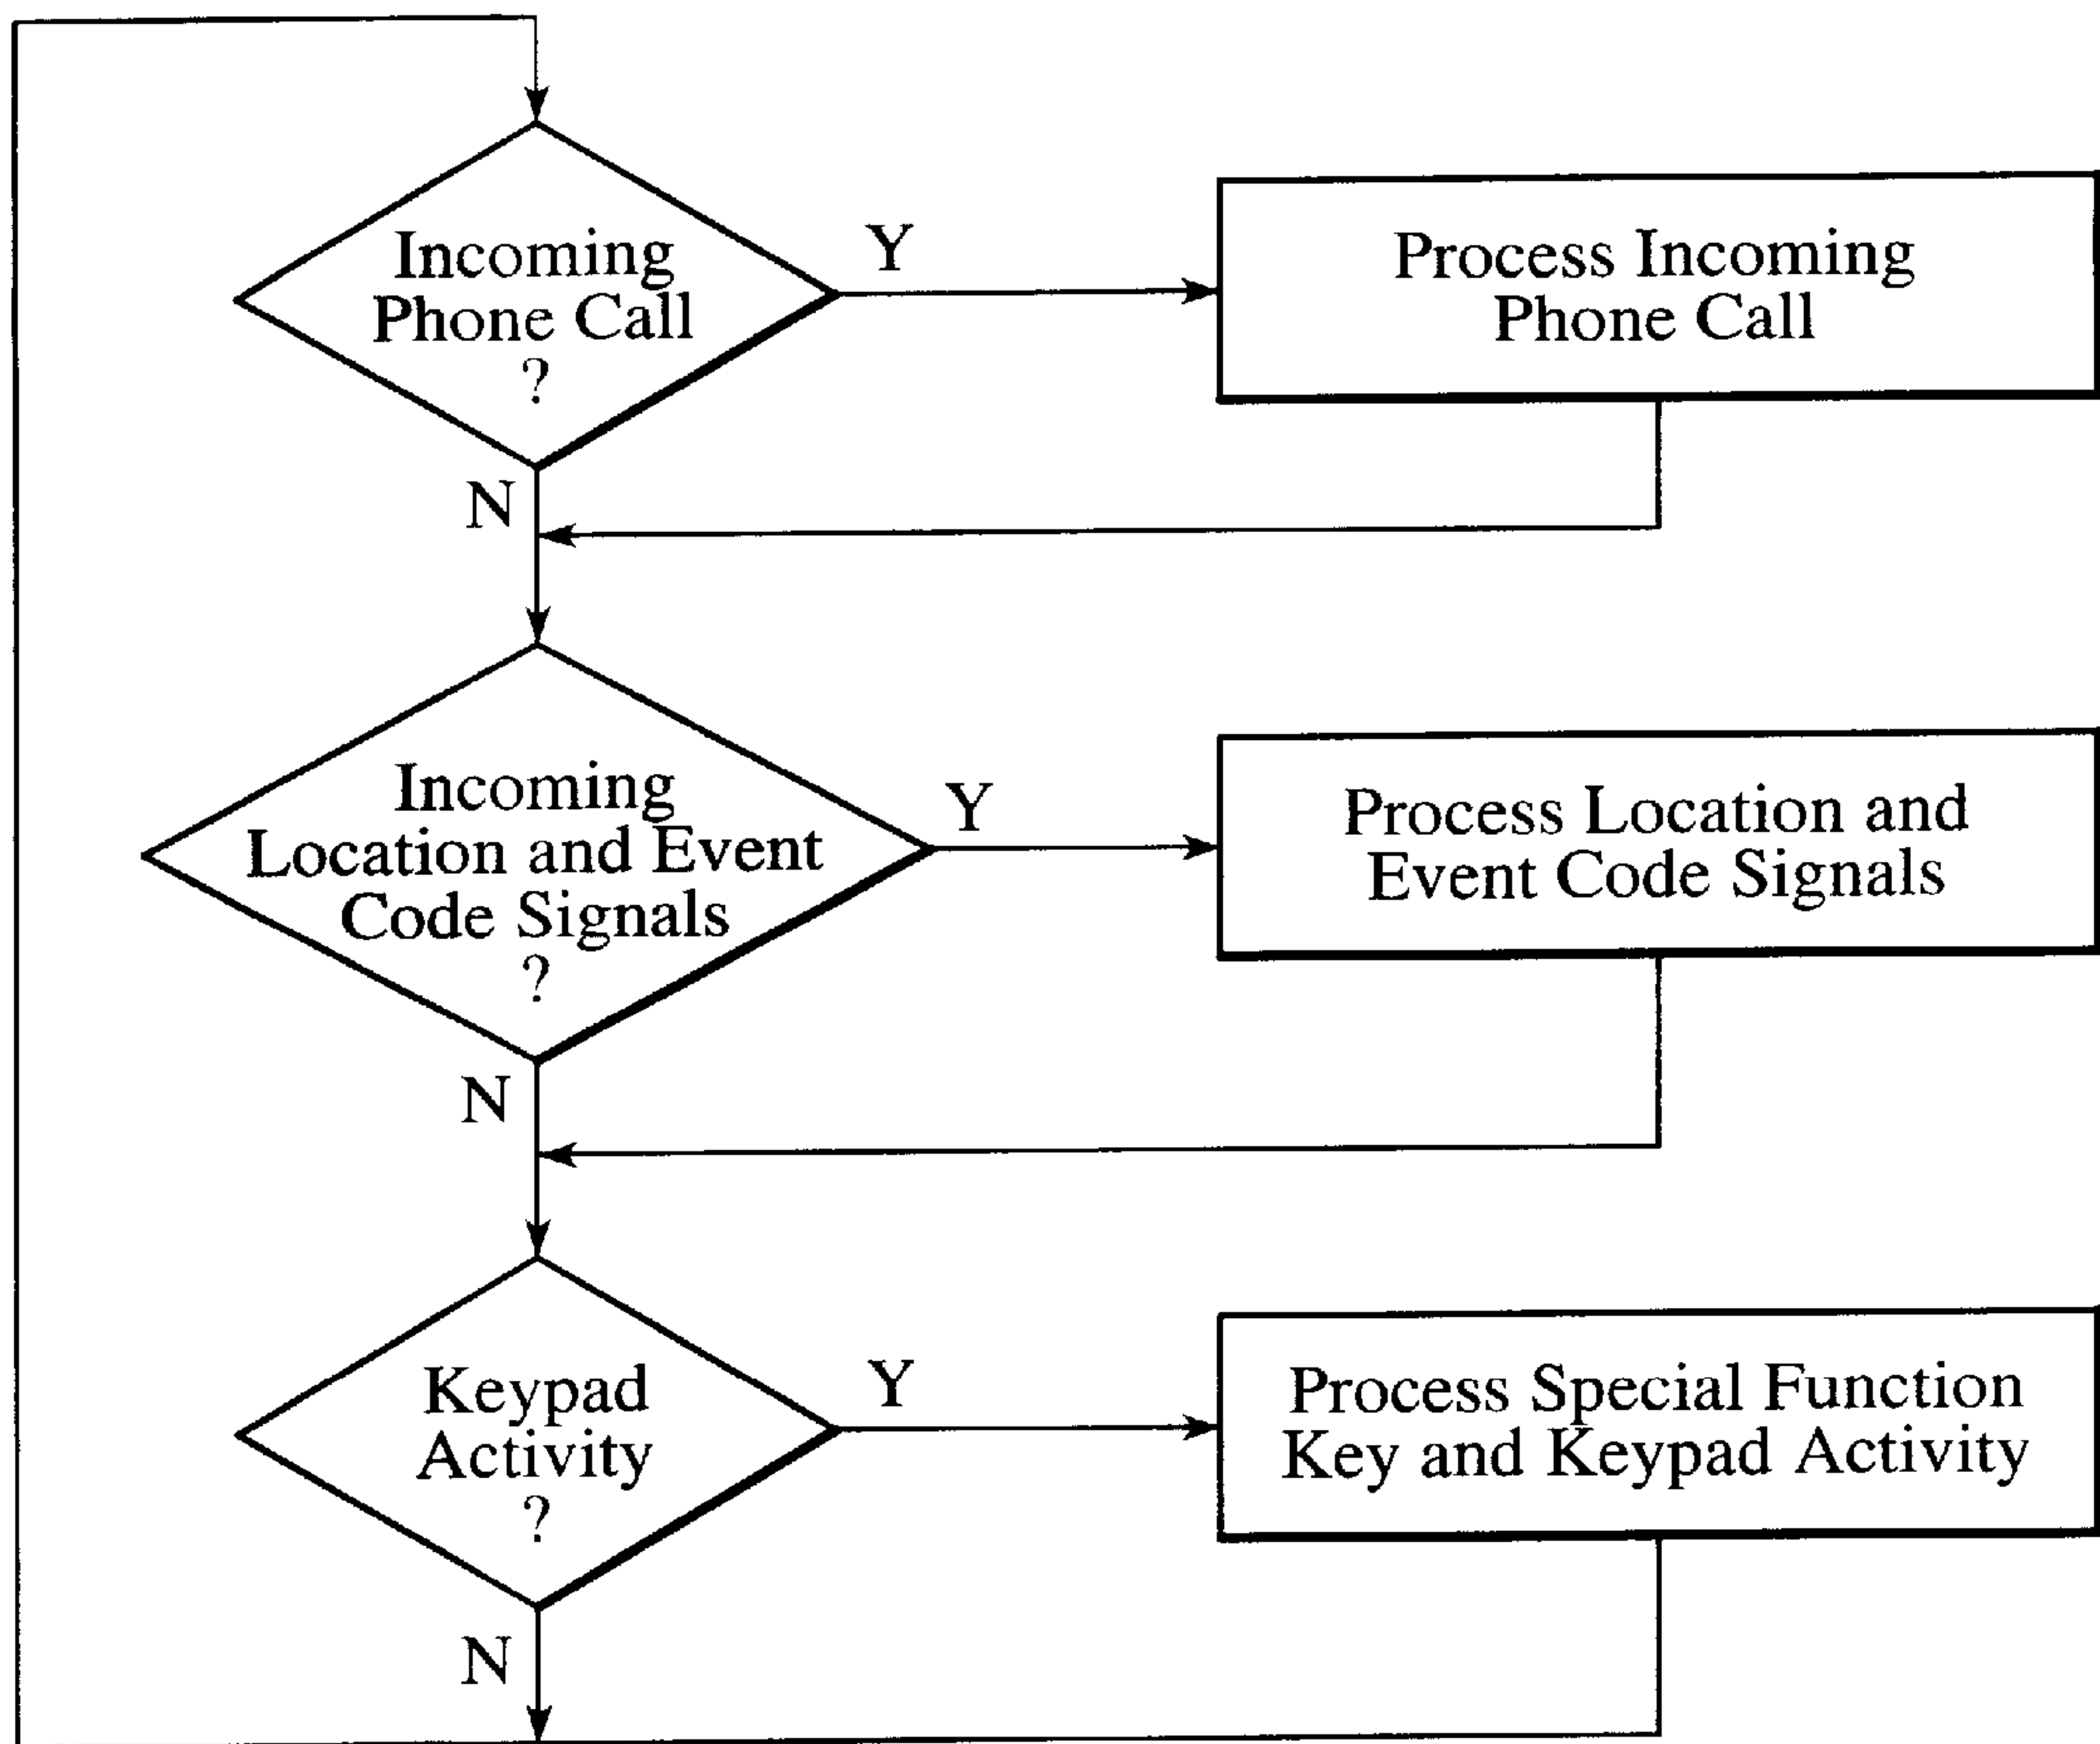 Incoming
Phone Call
?
Y
Process Incoming
Phone Call
N
Incoming
Location and Event
Code Signals
?
Y
Process Location and
Event Code Signals
N
Keypad
Activity
?
Y
Process Special Function
Key and Keypad Activity
N